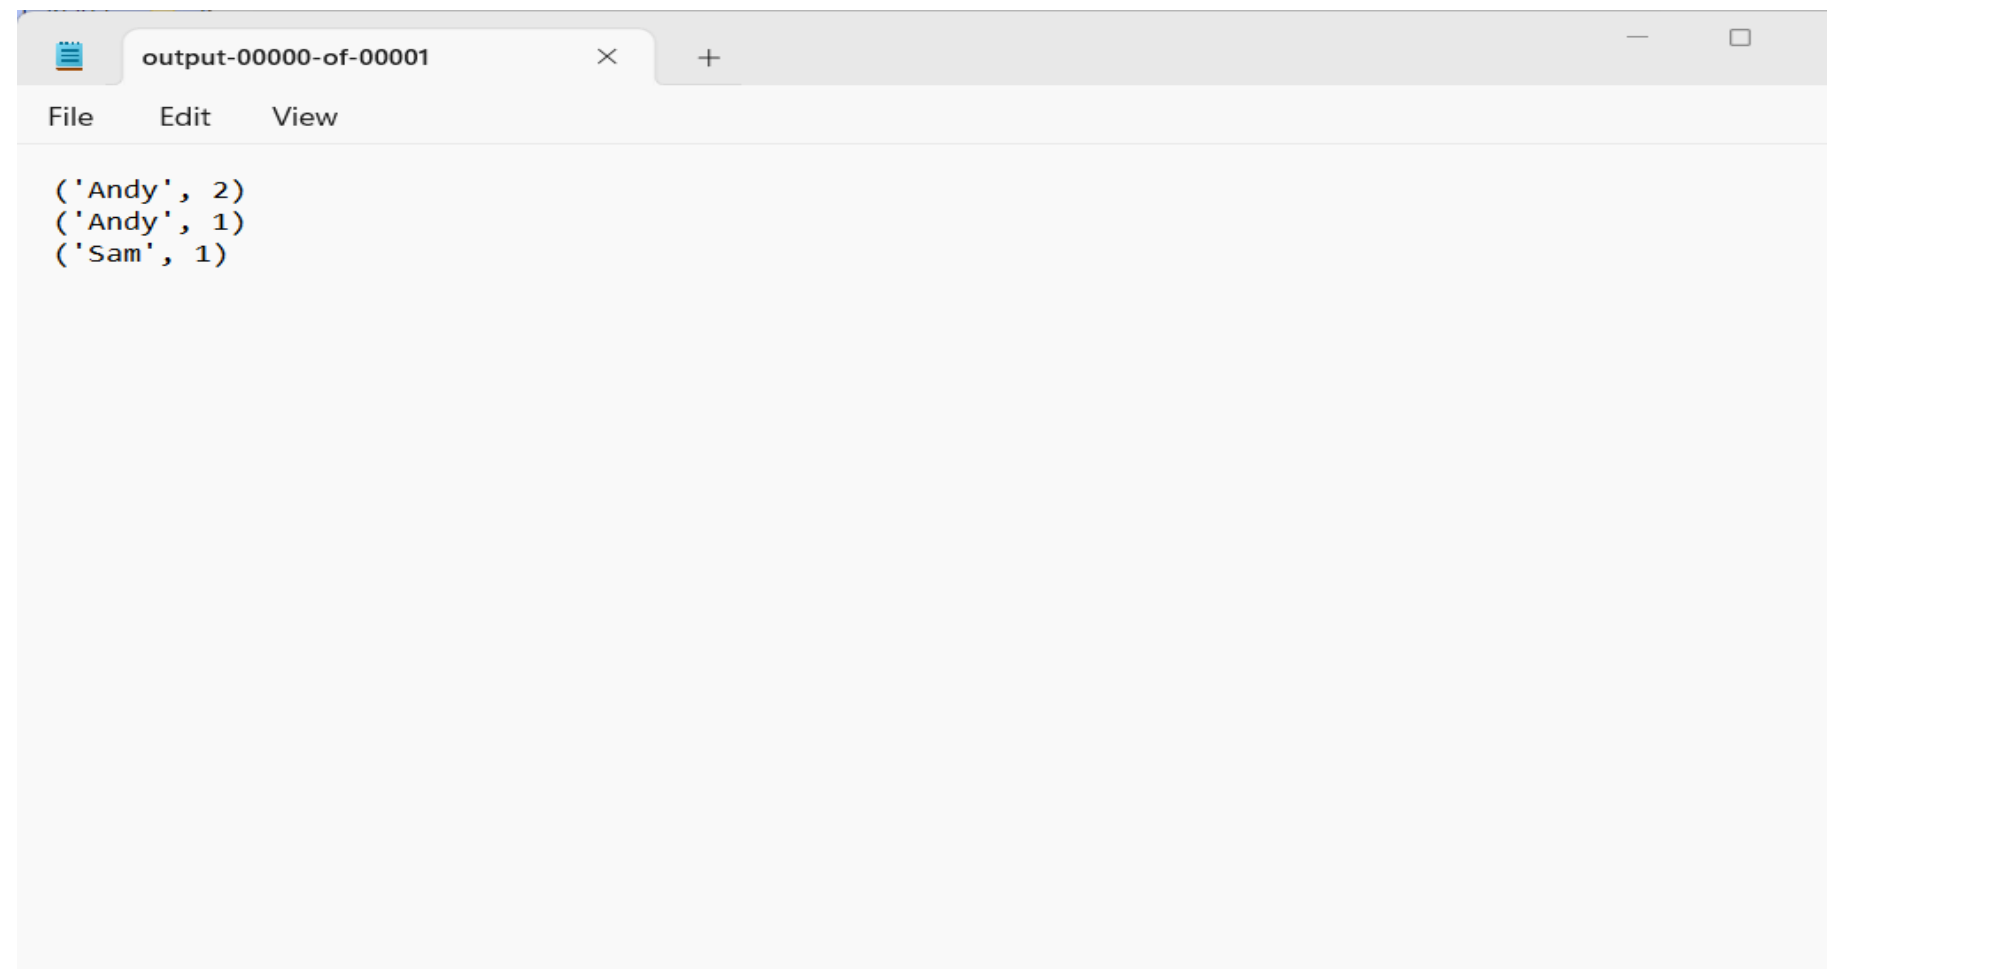 output-00000-of-00001
File Edit View
('Andy', 2)
('Andy', 1)
('Sam', 1)